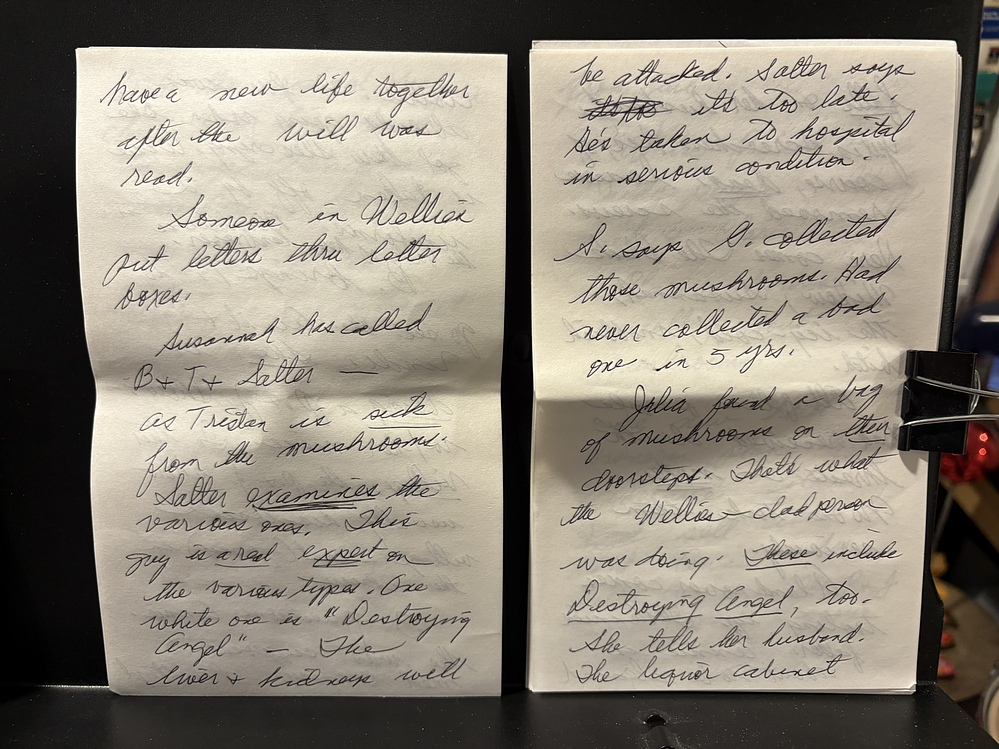 have a new life together
after the will was
read.
Someone in Wellies
put letters thru letter
boxes.
Susannah has called
B + T + Salter —
as Tristan is sick
from the mushrooms.
Salter examines the
various ones. This
guy is a real expert on
the various types. One
white one is "Destroying
Angel" — The
liver & kidneys will
be attacked. Salter says
it's too late.
He's taken to hospital
in serious condition.
S. says G. collected
those mushrooms. Had
never collected a bad
one in 5 yrs.
Julia found a bag
of mushrooms on their
doorsteps. That's what
the Wellies-clad person
was doing. These include
Destroying Angel, too.
She tells her husband.
The liquor cabinet